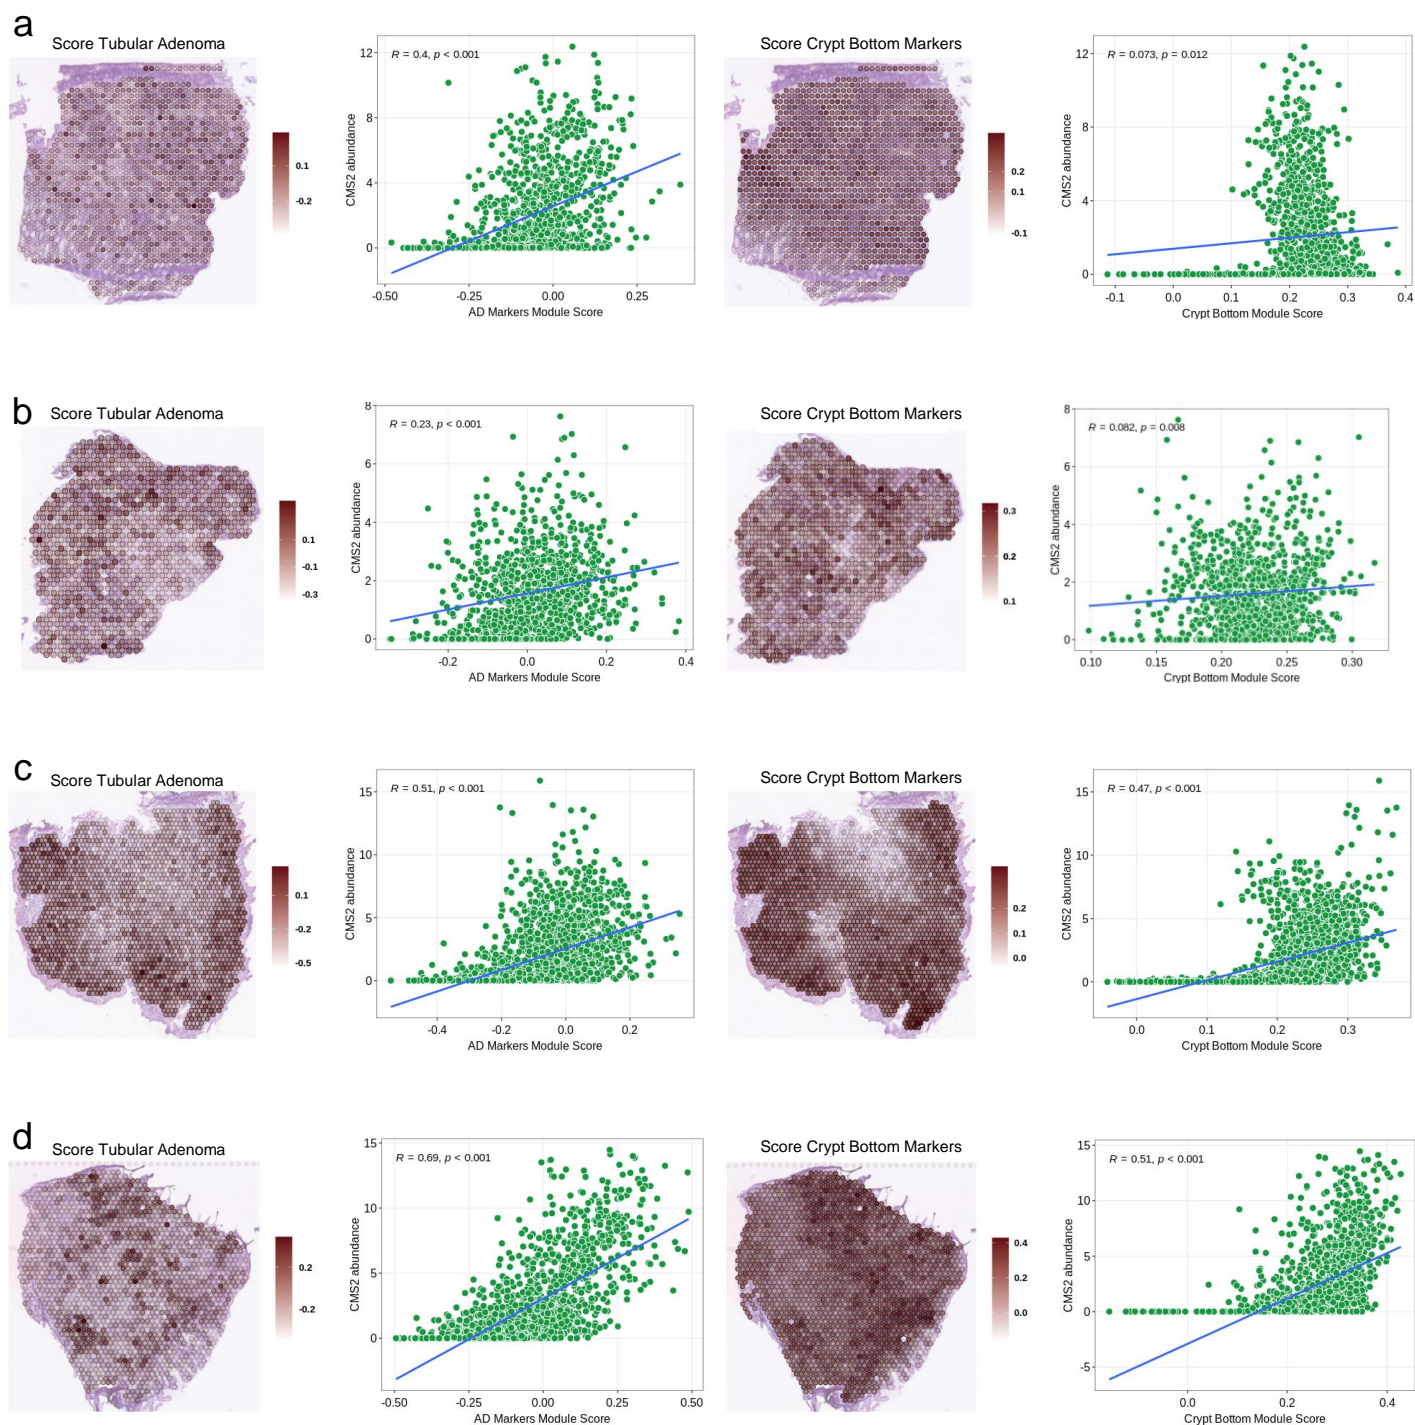 a
Score Tubular Adenoma
0.1
-0.2
R = 0.4, p < 0.001
12
8
4
0
CMS2 abundance
-0.50
-0.25
0.00
0.25
AD Markers Module Score
Score Crypt Bottom Markers
0.2
0.1
-0.1
R = 0.073, p = 0.012
12
8
4
0
CMS2 abundance
-0.1
0.0
0.1
0.2
0.3
0.4
Crypt Bottom Module Score
b
Score Tubular Adenoma
0.1
-0.1
-0.3
R = 0.23, p < 0.001
8
6
4
2
0
CMS2 abundance
-0.2
0.0
0.2
0.4
AD Markers Module Score
Score Crypt Bottom Markers
0.3
0.2
0.1
R = 0.082, p = 0.008
8
6
4
2
0
CMS2 abundance
0.10
0.15
0.20
0.25
0.30
Crypt Bottom Module Score
c
Score Tubular Adenoma
0.1
-0.2
-0.5
R = 0.51, p < 0.001
15
10
5
0
CMS2 abundance
-0.4
-0.2
0.0
0.2
AD Markers Module Score
Score Crypt Bottom Markers
0.2
0.1
0.0
R = 0.47, p < 0.001
15
10
5
0
CMS2 abundance
0.0
0.1
0.2
0.3
Crypt Bottom Module Score
d
Score Tubular Adenoma
0.2
-0.2
R = 0.69, p < 0.001
15
10
5
0
CMS2 abundance
-0.50
-0.25
0.00
0.25
0.50
AD Markers Module Score
Score Crypt Bottom Markers
0.4
0.2
0.0
R = 0.51, p < 0.001
15
10
5
0
-5
CMS2 abundance
0.0
0.2
0.4
Crypt Bottom Module Score